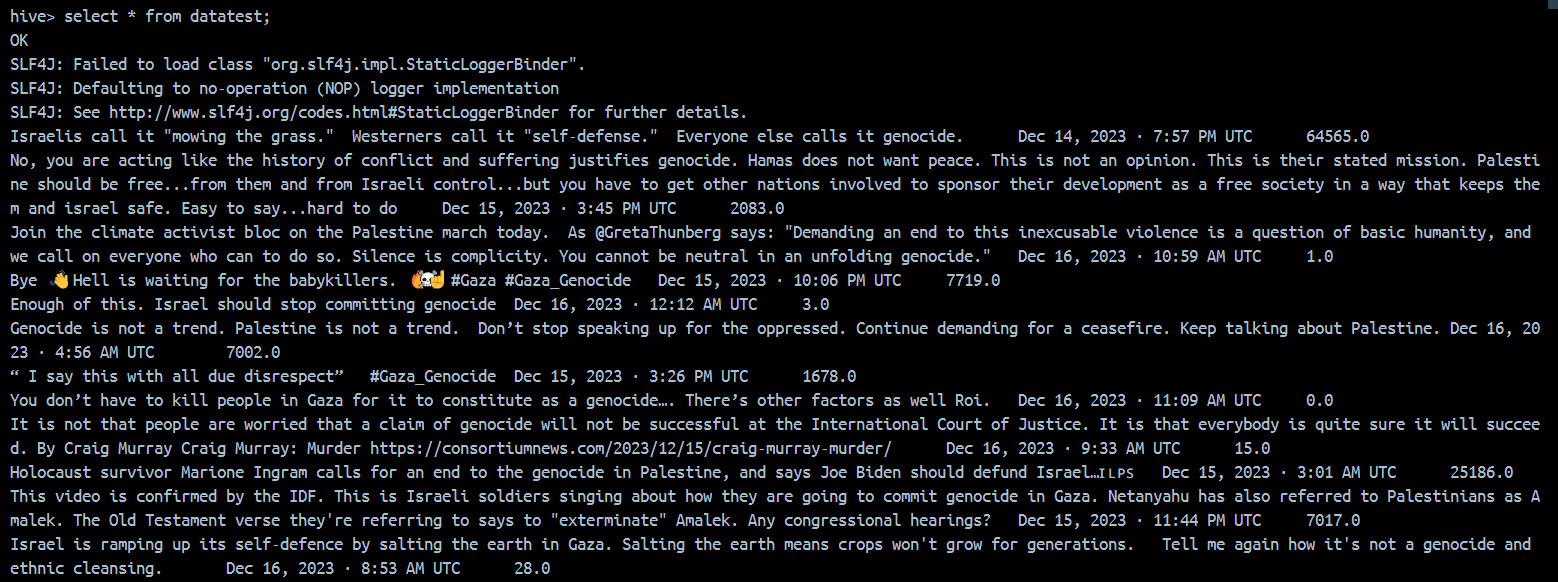 hive> select * from datatest;
OK
SLF4J: Failed to load class "org.slf4j.impl.StaticLoggerBinder".
SLF4J: Defaulting to no-operation (NOP) logger implementation
SLF4J: See http://www.slf4j.org/codes.html#StaticLoggerBinder for further details.
Israelis call it "mowing the grass."  Westerners call it "self-defense."  Everyone else calls it genocide.      Dec 14, 2023 · 7:57 PM UTC      64565.0
No, you are acting like the history of conflict and suffering justifies genocide. Hamas does not want peace. This is not an opinion. This is their stated mission. Palesti
ne should be free...from them and from Israeli control...but you have to get other nations involved to sponsor their development as a free society in a way that keeps the
m and israel safe. Easy to say...hard to do     Dec 15, 2023 · 3:45 PM UTC      2083.0
Join the climate activist bloc on the Palestine march today.  As @GretaThunberg says: "Demanding an end to this inexcusable violence is a question of basic humanity, and
we call on everyone who can to do so. Silence is complicity. You cannot be neutral in an unfolding genocide."   Dec 16, 2023 · 10:59 AM UTC     1.0
Bye 👋Hell is waiting for the babykillers. 🔥💀☝ #Gaza #Gaza_Genocide   Dec 15, 2023 · 10:06 PM UTC     7719.0
Enough of this. Israel should stop committing genocide  Dec 16, 2023 · 12:12 AM UTC     3.0
Genocide is not a trend. Palestine is not a trend.  Don’t stop speaking up for the oppressed. Continue demanding for a ceasefire. Keep talking about Palestine. Dec 16, 20
23 · 4:56 AM UTC        7002.0
“ I say this with all due disrespect”   #Gaza_Genocide  Dec 15, 2023 · 3:26 PM UTC      1678.0
You don’t have to kill people in Gaza for it to constitute as a genocide…. There’s other factors as well Roi.   Dec 16, 2023 · 11:09 AM UTC     0.0
It is not that people are worried that a claim of genocide will not be successful at the International Court of Justice. It is that everybody is quite sure it will succee
d. By Craig Murray Craig Murray: Murder https://consortiumnews.com/2023/12/15/craig-murray-murder/      Dec 16, 2023 · 9:33 AM UTC      15.0
Holocaust survivor Marione Ingram calls for an end to the genocide in Palestine, and says Joe Biden should defund Israel…ɪʟᴘꜱ   Dec 15, 2023 · 3:01 AM UTC      25186.0
This video is confirmed by the IDF. This is Israeli soldiers singing about how they are going to commit genocide in Gaza. Netanyahu has also referred to Palestinians as A
malek. The Old Testament verse they're referring to says to "exterminate" Amalek. Any congressional hearings?   Dec 15, 2023 · 11:44 PM UTC     7017.0
Israel is ramping up its self-defence by salting the earth in Gaza. Salting the earth means crops won't grow for generations.   Tell me again how it's not a genocide and
ethnic cleansing.       Dec 16, 2023 · 8:53 AM UTC      28.0